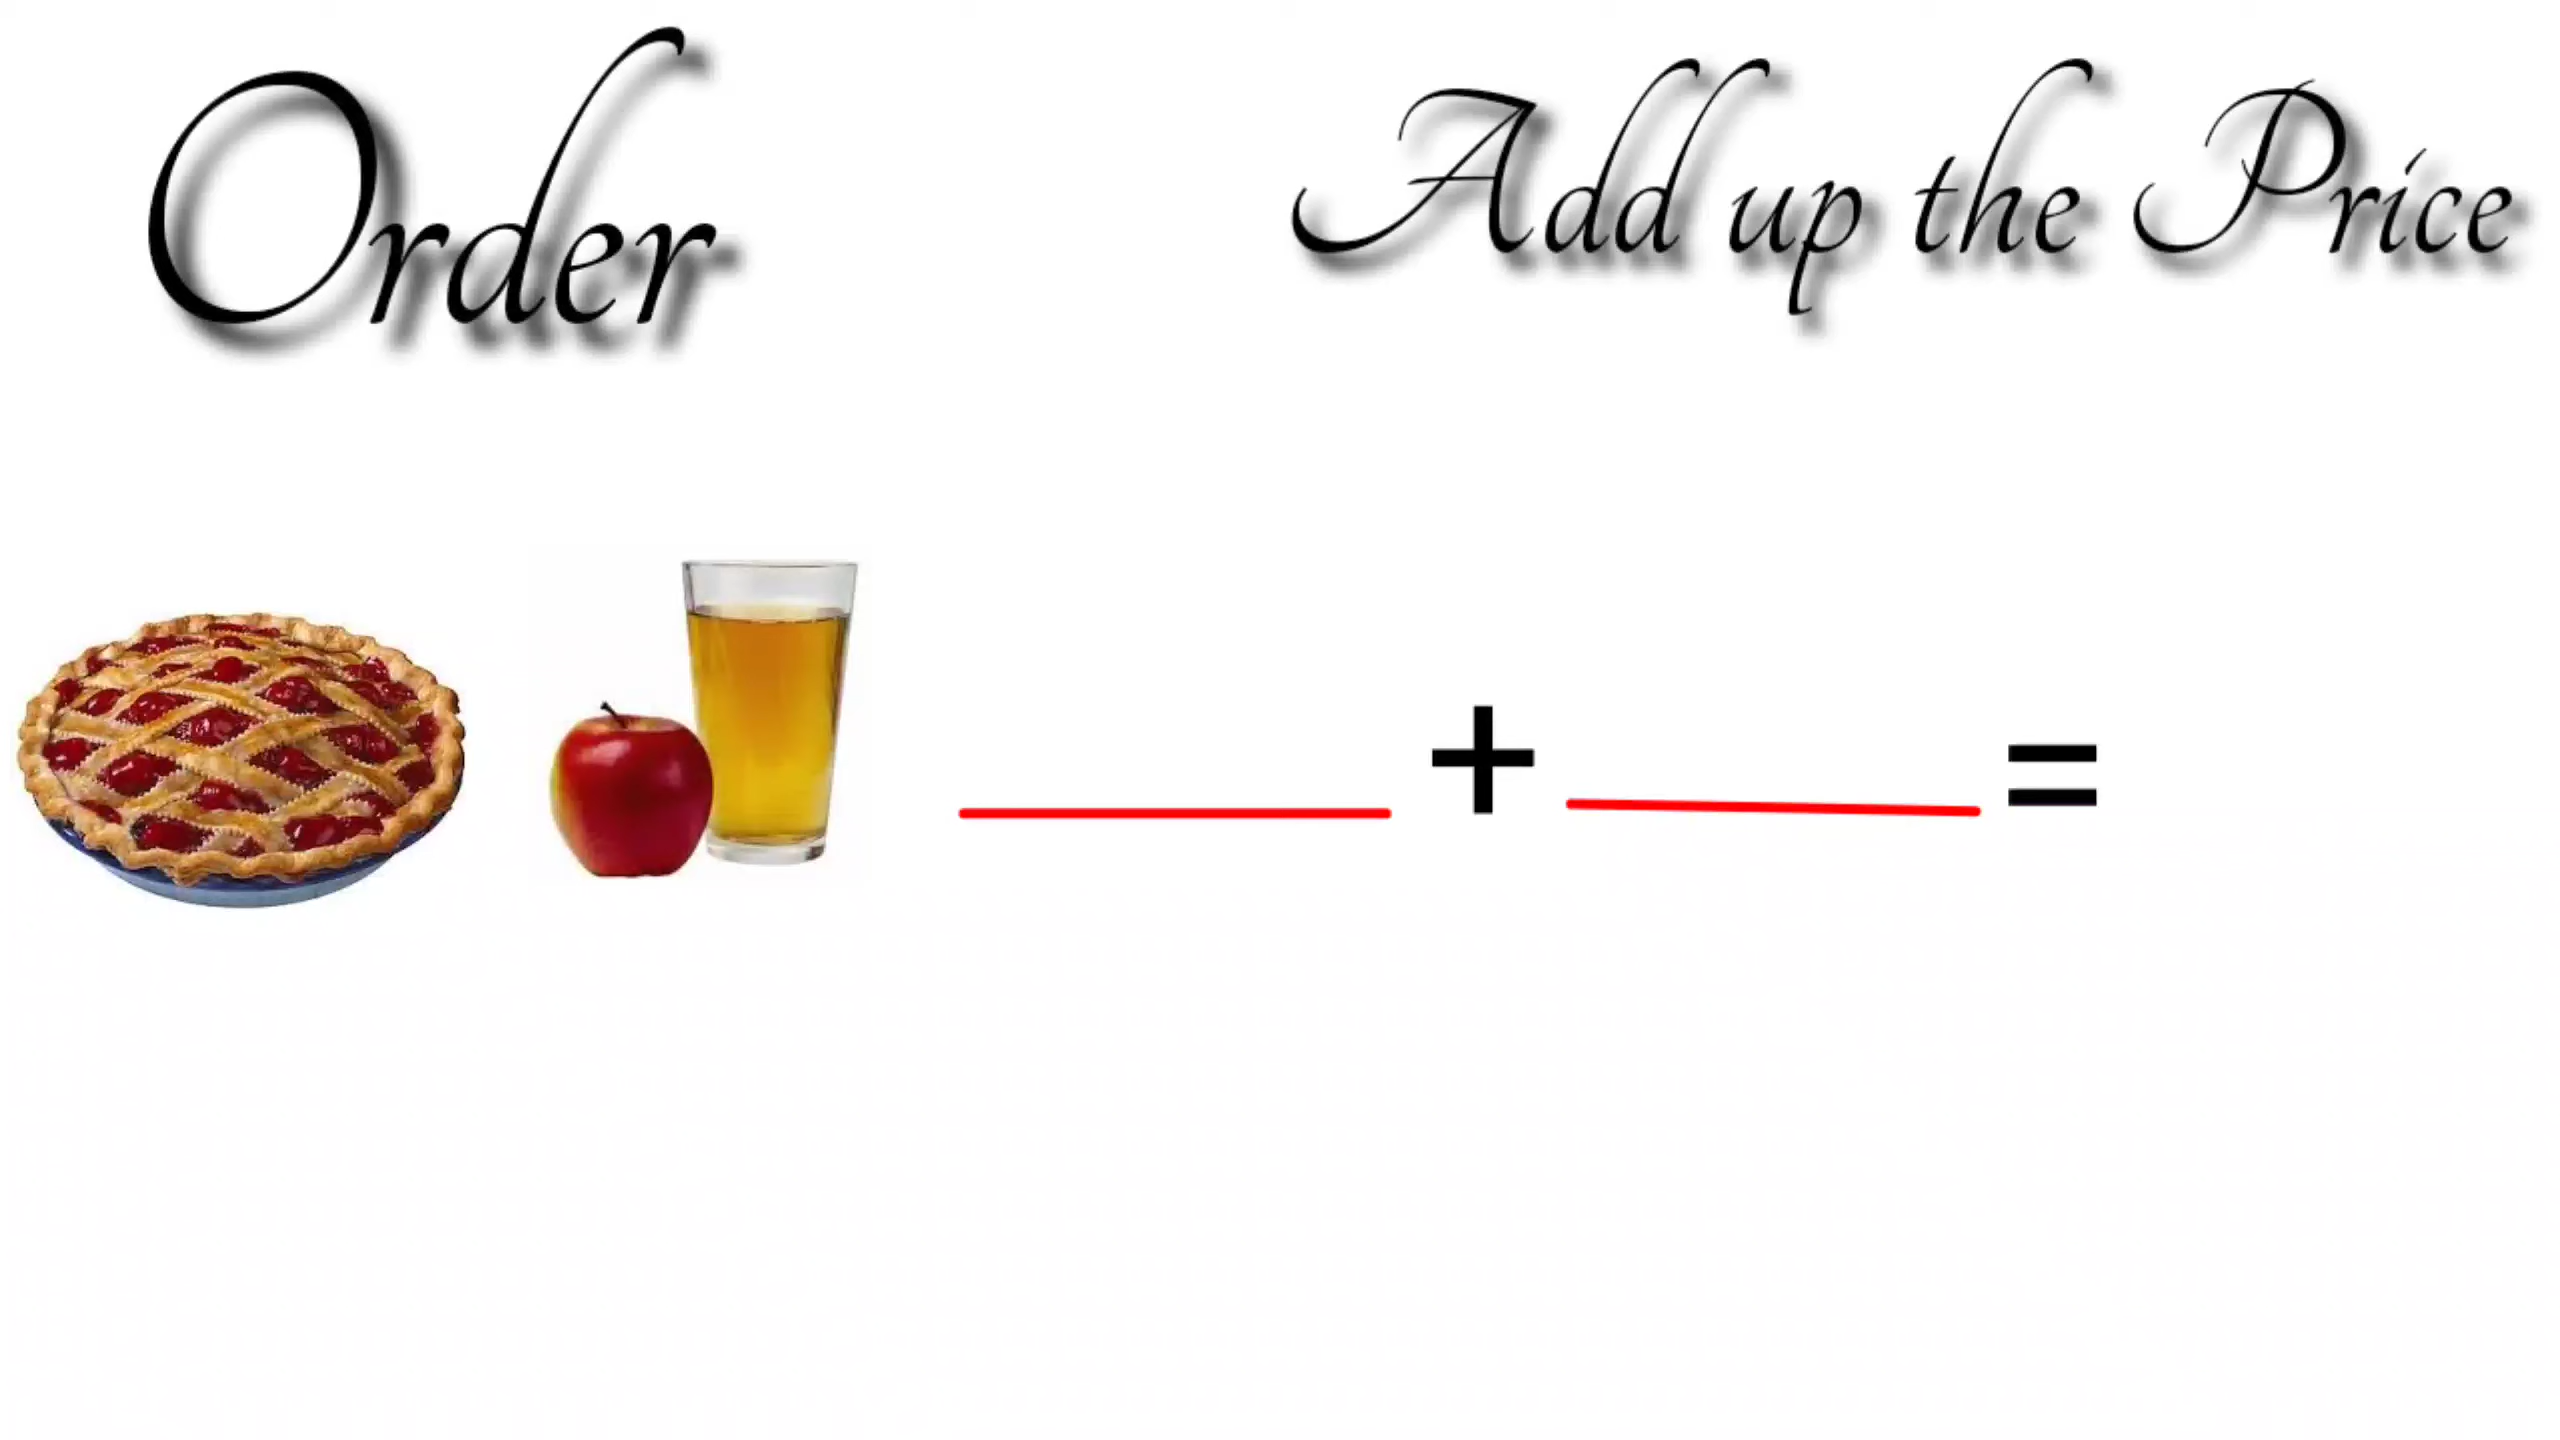 Order
Add up the Price
+ =